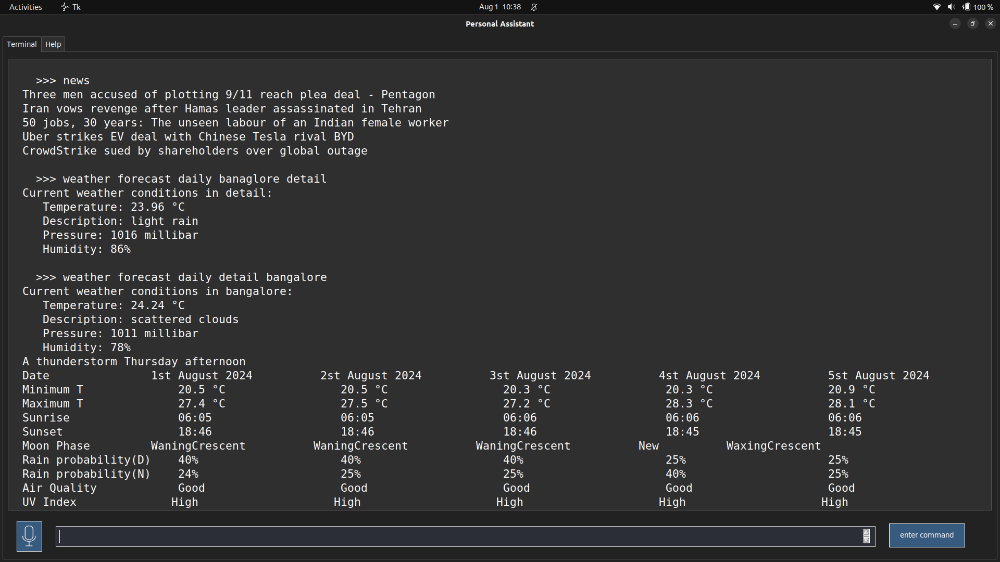 Activities Tk Aug 1 10:38 100 %
Personal Assistant
Terminal Help
>>> news
Three men accused of plotting 9/11 reach plea deal - Pentagon
Iran vows revenge after Hamas leader assassinated in Tehran
50 jobs, 30 years: The unseen labour of an Indian female worker
Uber strikes EV deal with Chinese Tesla rival BYD
CrowdStrike sued by shareholders over global outage
>>> weather forecast daily banaglore detail
Current weather conditions in detail:
Temperature: 23.96 °C
Description: light rain
Pressure: 1016 millibar
Humidity: 86%
>>> weather forecast daily detail bangalore
Current weather conditions in bangalore:
Temperature: 24.24 °C
Description: scattered clouds
Pressure: 1011 millibar
Humidity: 78%
A thunderstorm Thursday afternoon
Date 1st August 2024 2st August 2024 3st August 2024 4st August 2024 5st August 2024
Minimum T 20.5 °C 20.5 °C 20.3 °C 20.3 °C 20.9 °C
Maximum T 27.4 °C 27.5 °C 27.2 °C 28.3 °C 28.1 °C
Sunrise 06:05 06:05 06:06 06:06 06:06
Sunset 18:46 18:46 18:46 18:45 18:45
Moon Phase WaningCrescent WaningCrescent WaningCrescent New WaxingCrescent
Rain probability(D) 40% 40% 40% 25% 25%
Rain probability(N) 24% 25% 25% 40% 25%
Air Quality Good Good Good Good Good
UV Index High High High High High
enter command